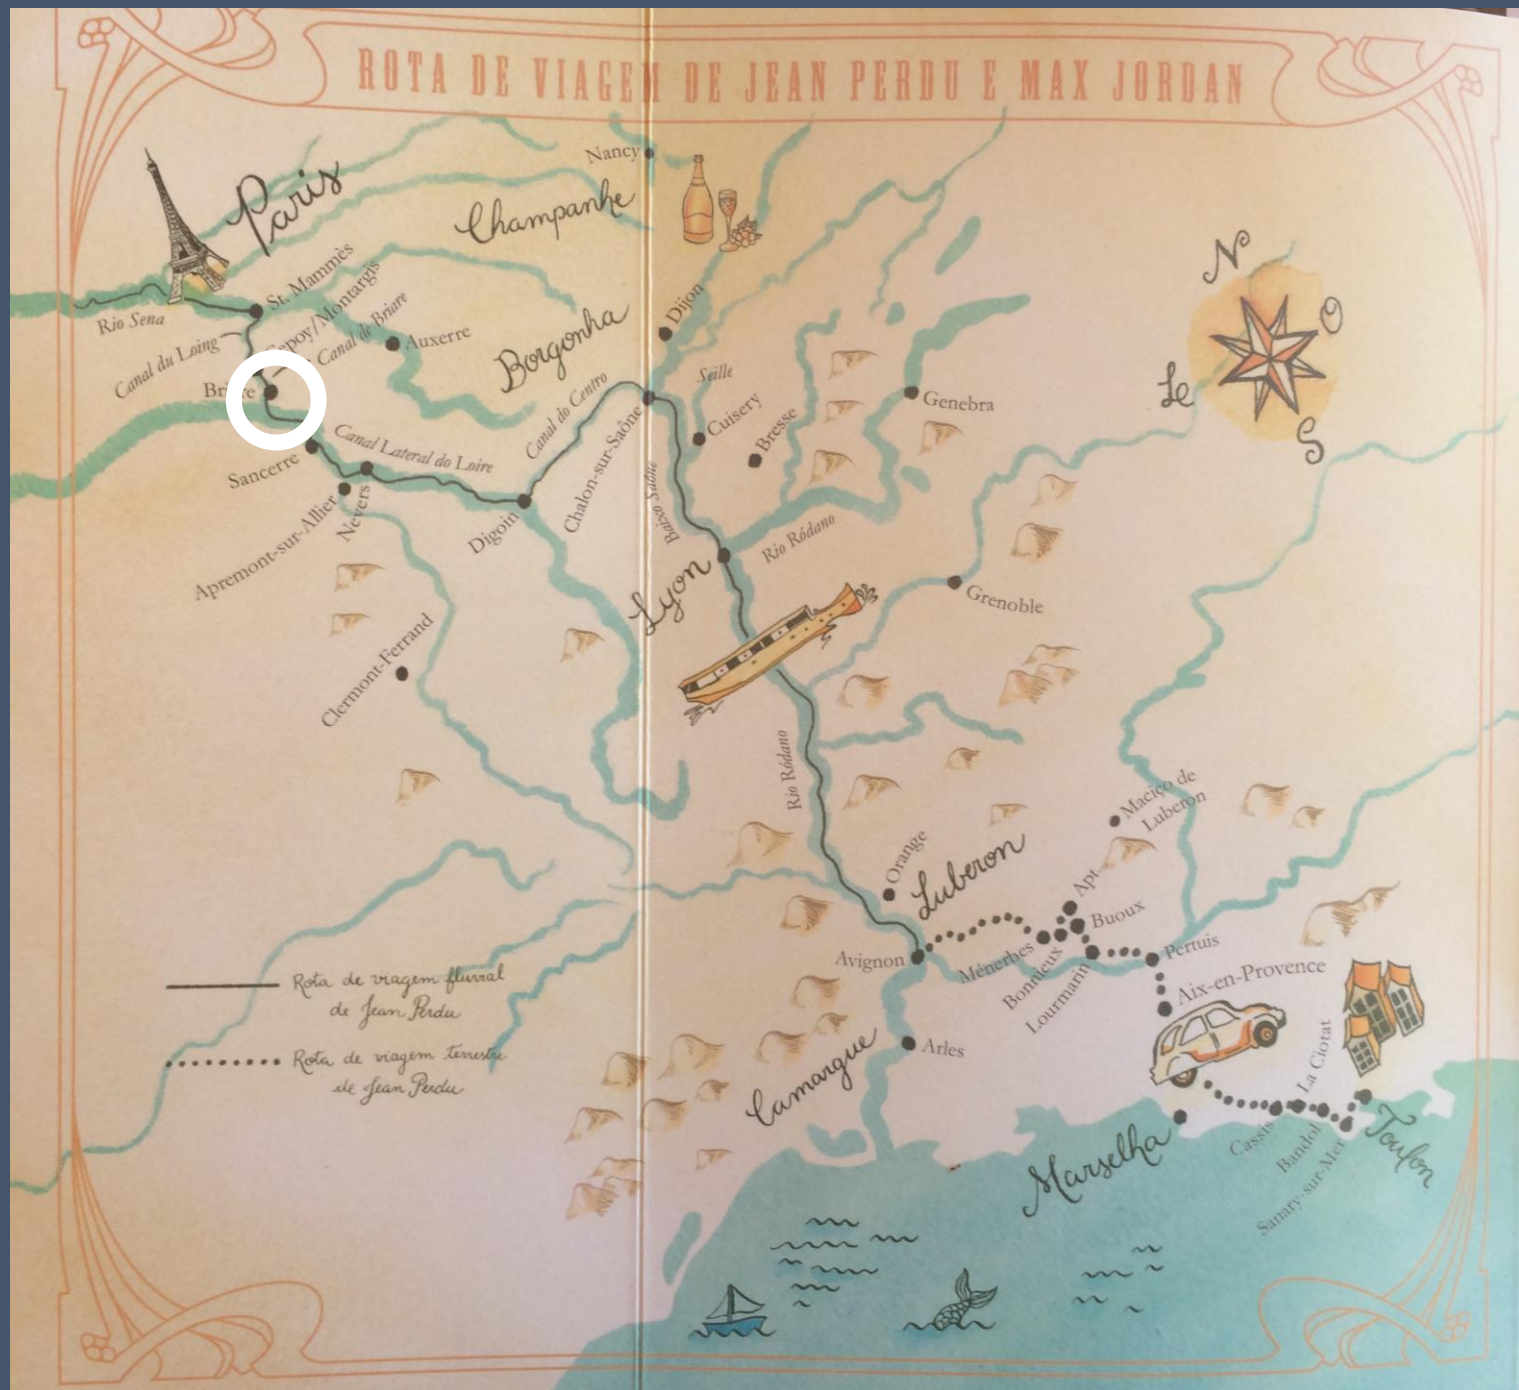 ROTA DE VIAGEM DE JEAN PERDU E MAX JORDAN
Nancy
Paris
Champanhe
St. Mammès
Cepoy/Montargis
Canal de Briare
Rio Sena
Canal du Loing
Auxerre
Borgonha
Dijon
N
O
Le
S
Briare
Seille
Canal do Centro
Genebra
Cuisery
Bresse
Canal Lateral do Loire
Chalon-sur-Saône
Sancerre
Baixo Saône
Nevers
Apremont-sur-Allier
Digoin
Rio Ródano
Lyon
Grenoble
Clermont-Ferrand
Rio Ródano
Maciço de
Luberon
Orange
Luberon
Apt
Buoux
Avignon
Ménerbes
Bonnieux
Lourmarin
Pertuis
Aix-en-Provence
Rota de viagem fluvial
de Jean Perdu
Rota de viagem terrestre
de Jean Perdu
Arles
Camargue
La Ciotat
Marselha
Cassis
Bandol
Sanary-sur-Mer
Toulon